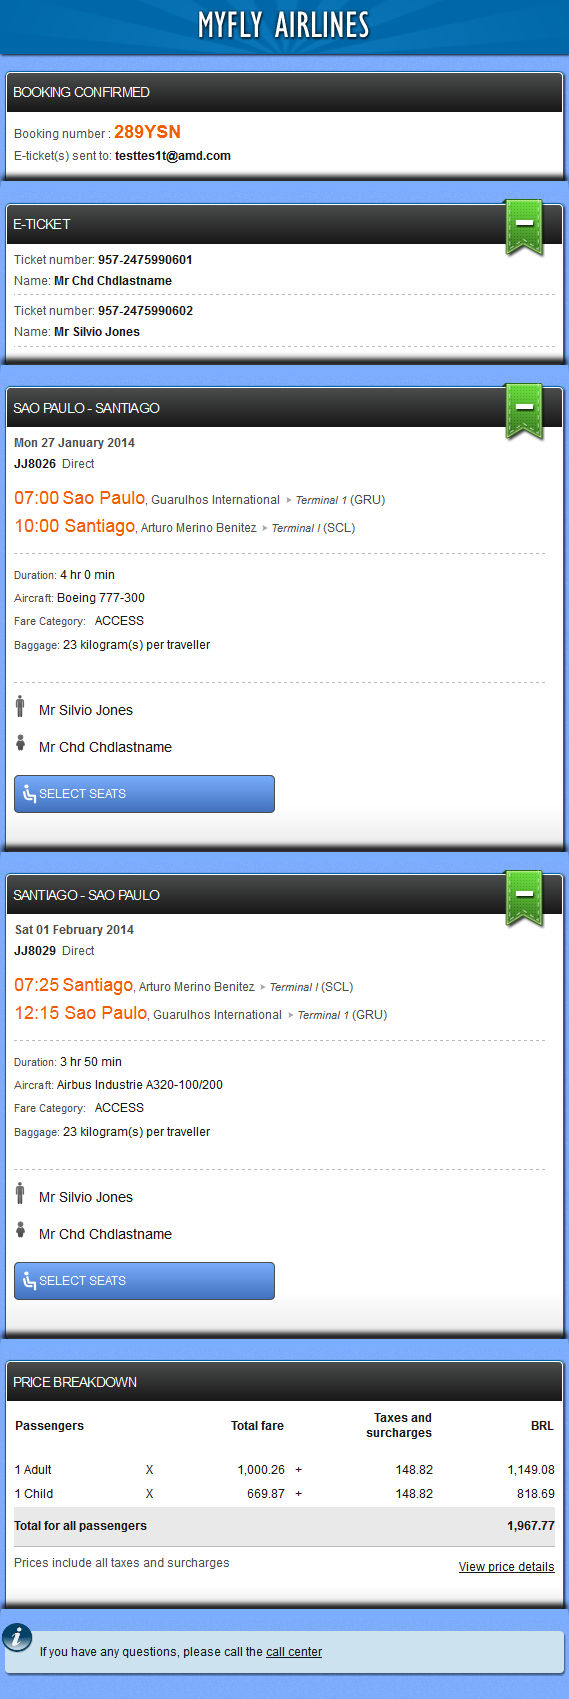 MYFLY AIRLINES
BOOKING CONFIRMED
Booking number : 289YSN
E-ticket(s) sent to: testtes1t@amd.com
E-TICKET
Ticket number: 957-2475990601
Name: Mr Chd Chdlastname
Ticket number: 957-2475990602
Name: Mr Silvio Jones
SAO PAULO - SANTIAGO
Mon 27 January 2014
JJ8026 Direct
07:00 Sao Paulo, Guarulhos International ▸ Terminal 1 (GRU)
10:00 Santiago, Arturo Merino Benitez ▸ Terminal I (SCL)
Duration: 4 hr 0 min
Aircraft: Boeing 777-300
Fare Category: ACCESS
Baggage: 23 kilogram(s) per traveller
Mr Silvio Jones
Mr Chd Chdlastname
SELECT SEATS
SANTIAGO - SAO PAULO
Sat 01 February 2014
JJ8029 Direct
07:25 Santiago, Arturo Merino Benitez ▸ Terminal I (SCL)
12:15 Sao Paulo, Guarulhos International ▸ Terminal 1 (GRU)
Duration: 3 hr 50 min
Aircraft: Airbus Industrie A320-100/200
Fare Category: ACCESS
Baggage: 23 kilogram(s) per traveller
Mr Silvio Jones
Mr Chd Chdlastname
SELECT SEATS
PRICE BREAKDOWN
Passengers Total fare Taxes and surcharges BRL
1 Adult X 1,000.26 + 148.82 1,149.08
1 Child X 669.87 + 148.82 818.69
Total for all passengers 1,967.77
Prices include all taxes and surcharges View price details
i If you have any questions, please call the call center